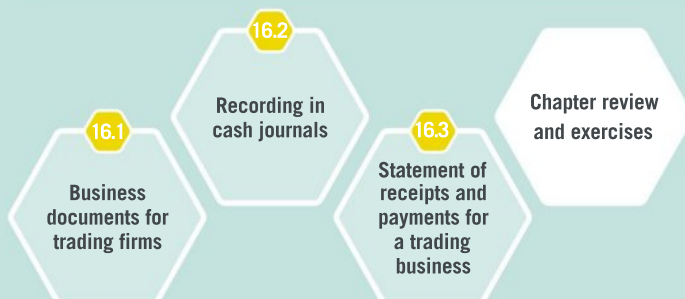 16.1
Business
documents for
trading firms
16.2
Recording in
cash journals
16.3
Statement of
receipts and
payments for
a trading
business
Chapter review
and exercises